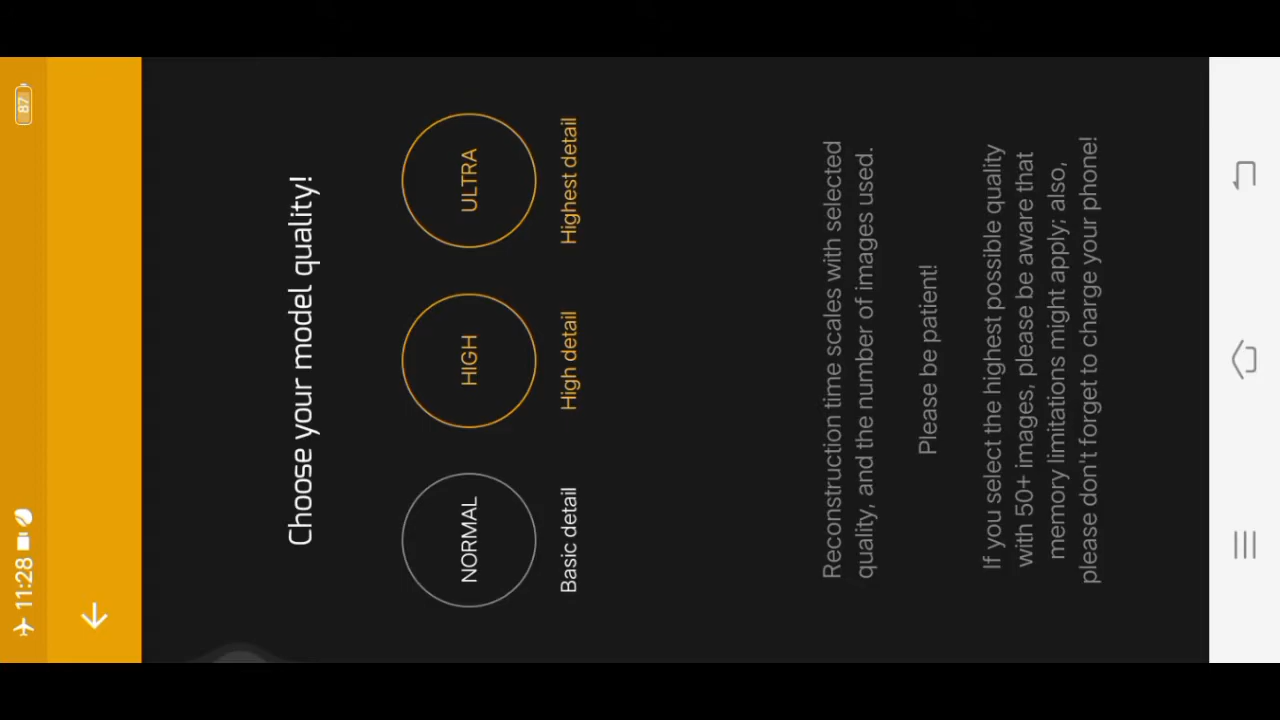 11:28
87
Choose your model quality!
NORMAL
HIGH
ULTRA
Basic detail
High detail
Highest detail
Reconstruction time scales with selected
quality, and the number of images used.
Please be patient!
If you select the highest possible quality
with 50+ images, please be aware that
memory limitations might apply; also,
please don't forget to charge your phone!